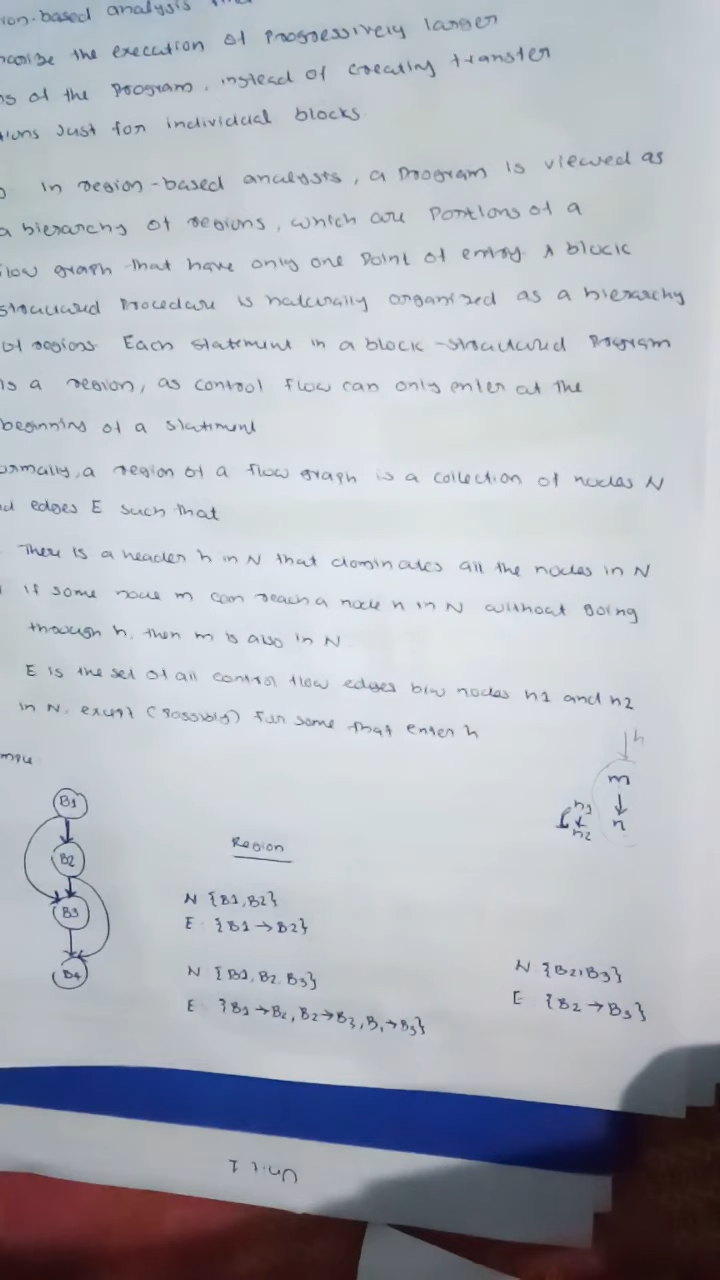 ion-based analysis
the execution of Progressively larger
of the Program, instead of creating transfer
tions Just for individual blocks
In region-based analysis, a Program is viewed as
a hierarchy of regions, which are Portions of a
low graph that have only one Point of entry. A block
structured Procedure is naturally organized as a hierarchy
of regions. Each statement in a block-structured Program
is a region, as control flow can only enter at the
beginning of a statement
ormally, a region of a flow graph is a collection of nodes N
d edges E such that
There is a header h in N that dominates all the nodes in N
If some node m can reach a node n in N without going
through h, then m is also in N
E is the set of all control flow edges b/w nodes n1 and n2
in N, except (Possibly) for some that enter h
mple
h
m
n
n1
n2
B1
B2
B3
B4
Region
N {B1,B2}
E {B1→B2}
N {B1, B2, B3}
E {B1→B2, B2→B3, B1→B3}
N {B2,B3}
E {B2→B3}
Unit 1